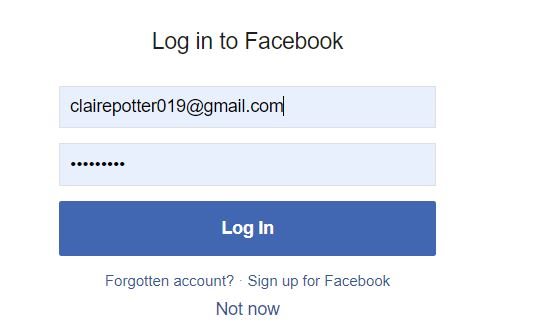 Log in to Facebook
clairepotter019@gmail.com
•••••••••
Log In
Forgotten account? · Sign up for Facebook
Not now